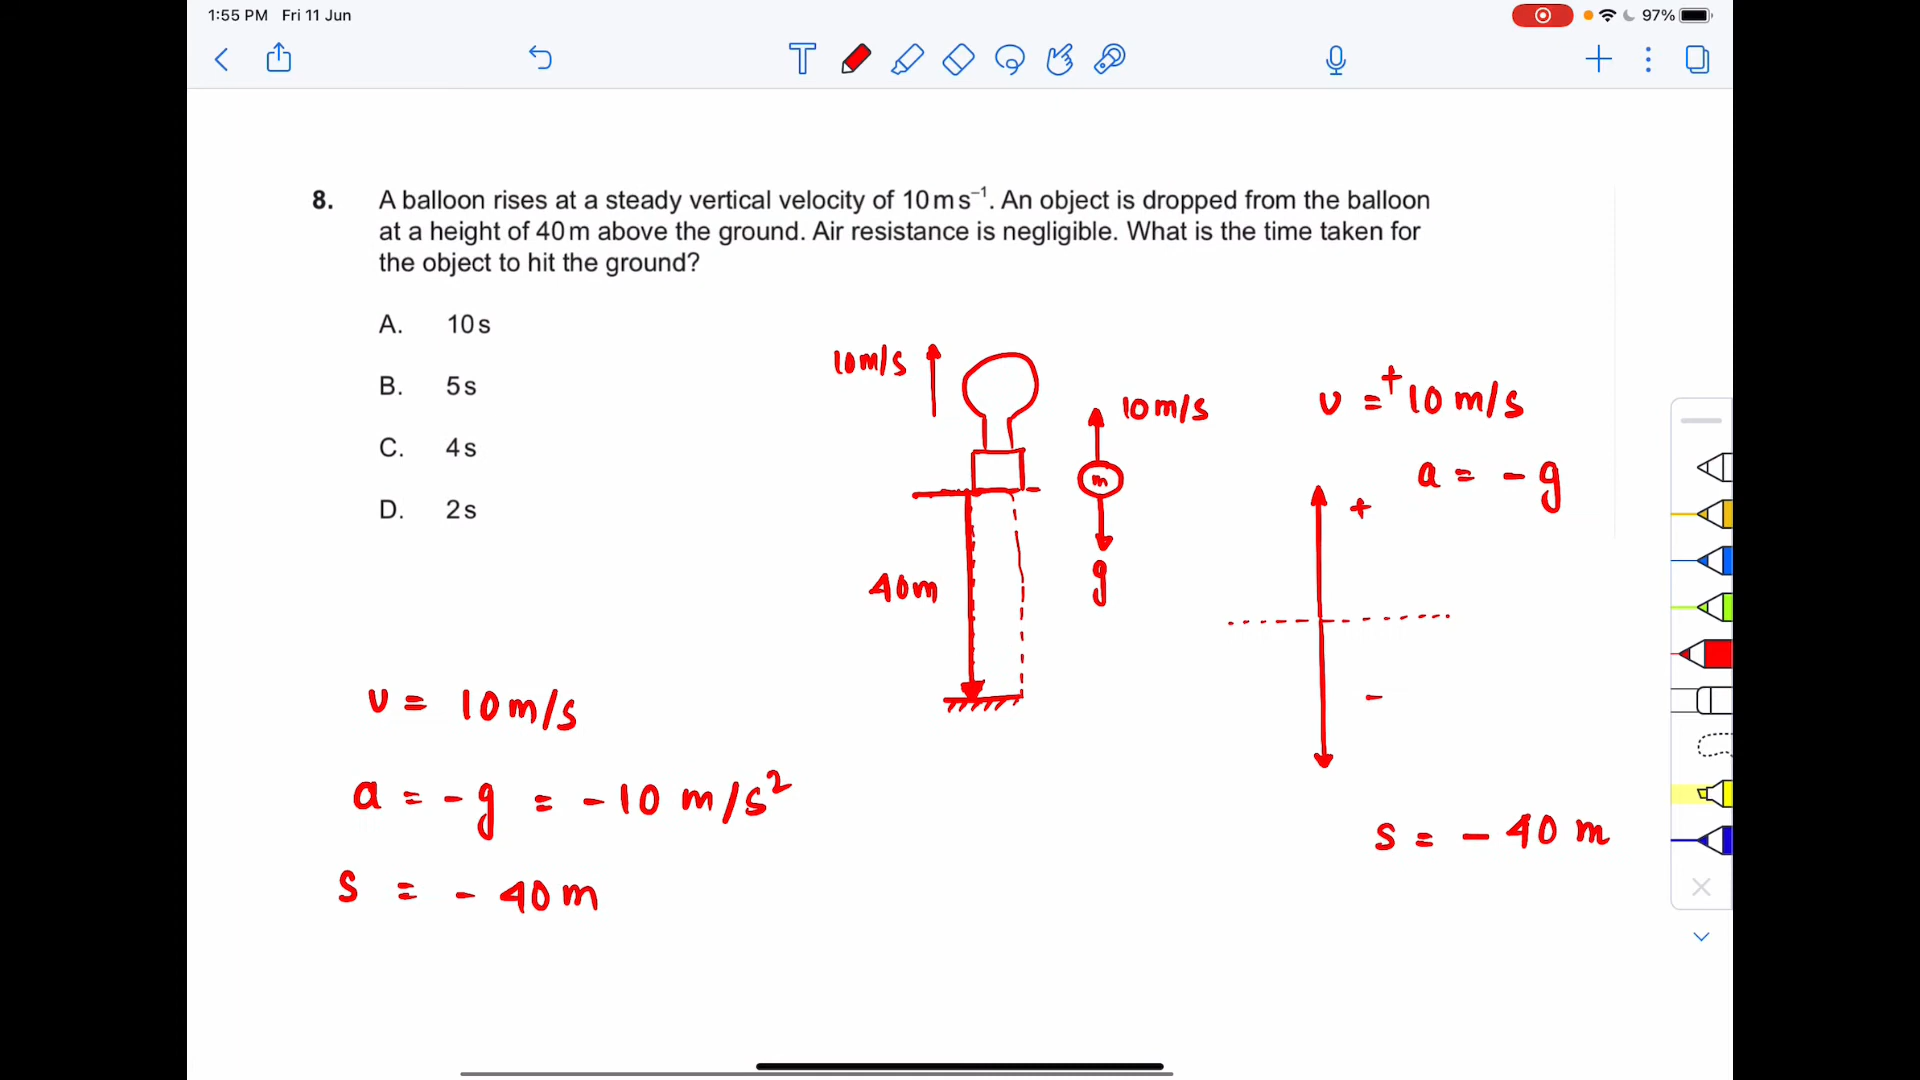 1:55 PM Fri 11 Jun
97%
T
8. A balloon rises at a steady vertical velocity of 10 m s⁻¹. An object is dropped from the balloon
at a height of 40 m above the ground. Air resistance is negligible. What is the time taken for
the object to hit the ground?
A. 10 s
B. 5 s
C. 4 s
D. 2 s
10m/s
10m/s
m
g
40m
υ = +10 m/s
a = -g
+
-
s = - 40 m
υ = 10 m/s
a = -g = -10 m/s²
s = - 40 m